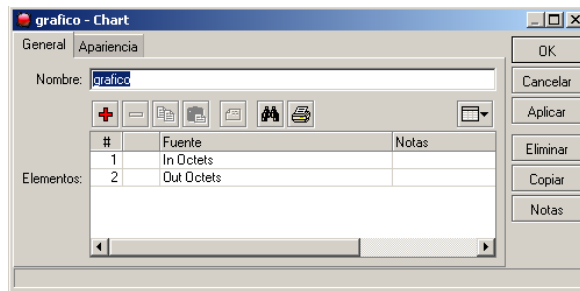 grafico - Chart
General Apariencia
OK
Nombre: grafico
Cancelar
Aplicar
# Fuente Notas
Eliminar
1 In Octets
Elementos: 2 Out Octets
Copiar
Notas